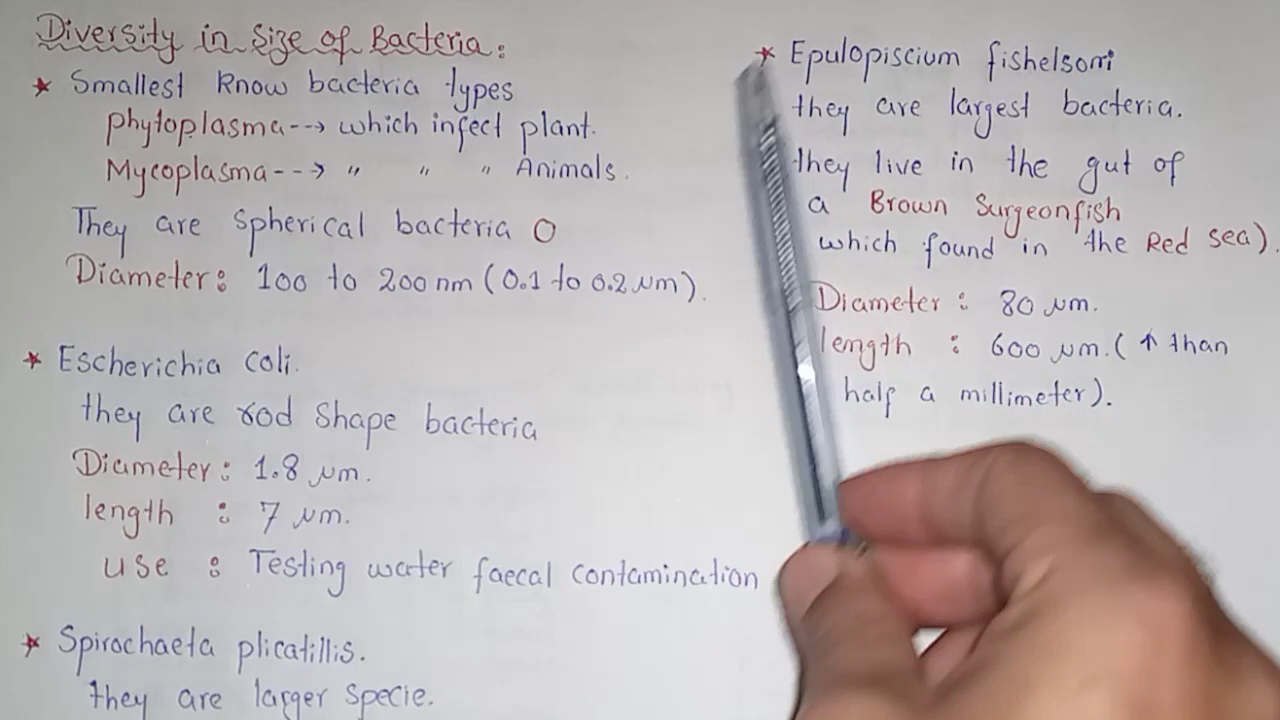 Diversity in Size of Bacteria:
* Smallest know bacteria types
Phytoplasma --→ which infect plant.
Mycoplasma - - → " " " Animals.
They are spherical bacteria O
Diameter: 100 to 200 nm (0.1 to 0.2 μm).
* Escherichia coli.
they are rod shape bacteria
Diameter: 1.8 μm.
length : 7 μm.
use : Testing water faecal contamination
* Spirochaeta plicatillis.
they are larger specie.
* Epulopiscium fishelsoni
they are largest bacteria.
they live in the gut of
a Brown Surgeonfish
which found in the Red sea).
Diameter : 80 μm.
length : 600 μm. (↑ than
half a millimeter).